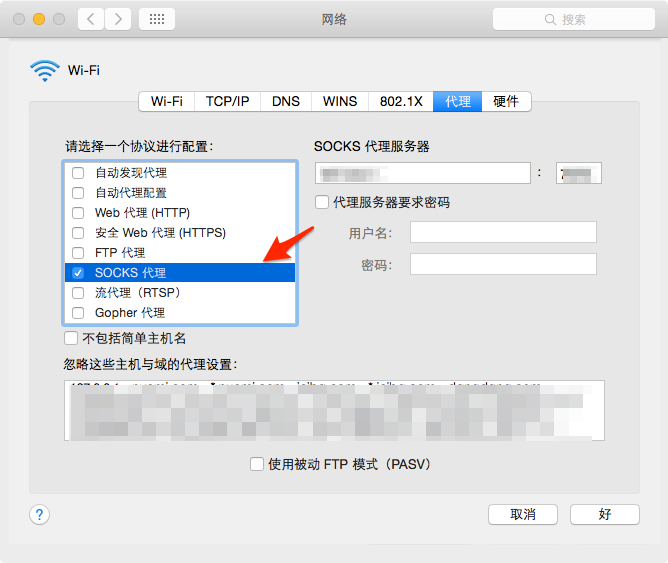 网络
搜索
Wi-Fi
Wi-Fi TCP/IP DNS WINS 802.1X 代理 硬件
请选择一个协议进行配置：
自动发现代理
自动代理配置
Web 代理 (HTTP)
安全 Web 代理 (HTTPS)
FTP 代理
SOCKS 代理
流代理（RTSP）
Gopher 代理
不包括简单主机名
SOCKS 代理服务器
:
代理服务器要求密码
用户名：
密码：
忽略这些主机与域的代理设置：
使用被动 FTP 模式（PASV）
?
取消
好